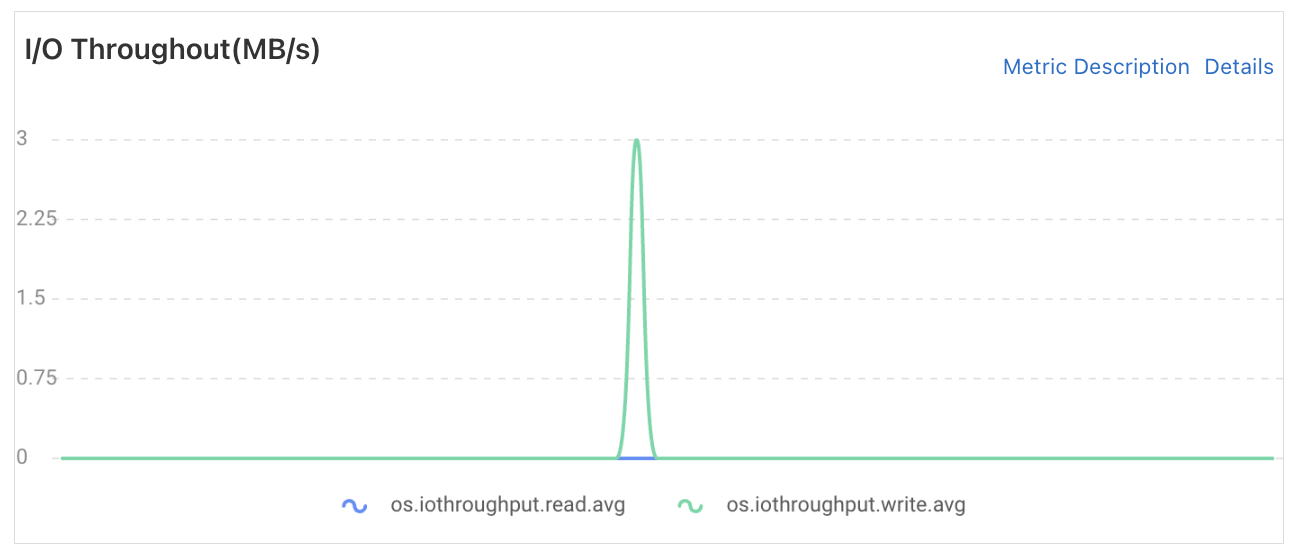 I/O Throughout(MB/s)
Metric Description Details
3
2.25
1.5
0.75
0
os.iothroughput.read.avg os.iothroughput.write.avg